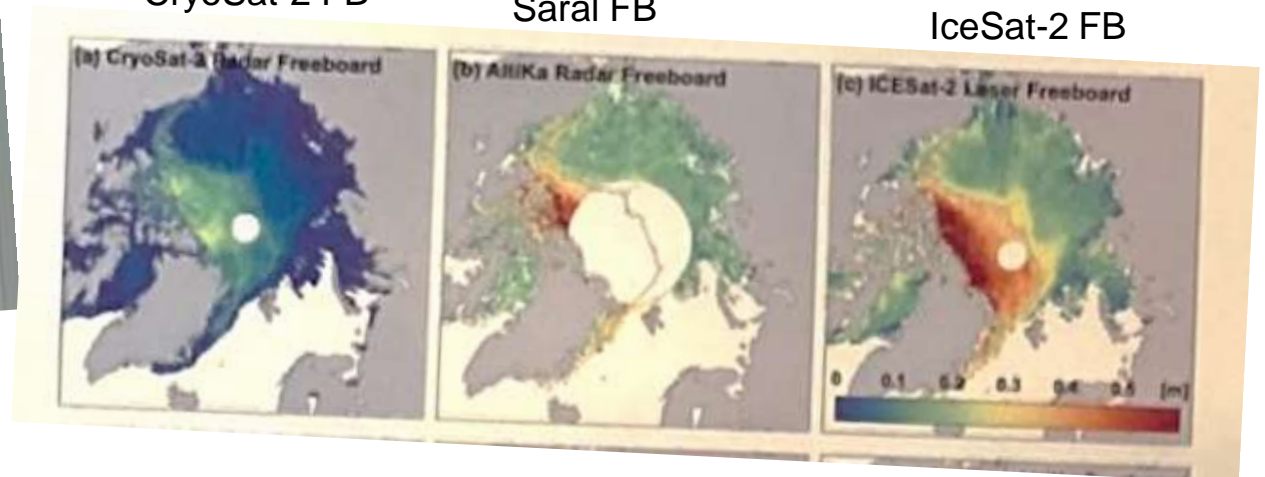 CryoSat-2 FB
Saral FB
IceSat-2 FB
(a) CryoSat-2 Radar Freeboard
(b) AltiKa Radar Freeboard
(c) ICESat-2 Laser Freeboard
0 0.1 0.2 0.3 0.4 0.5 [m]